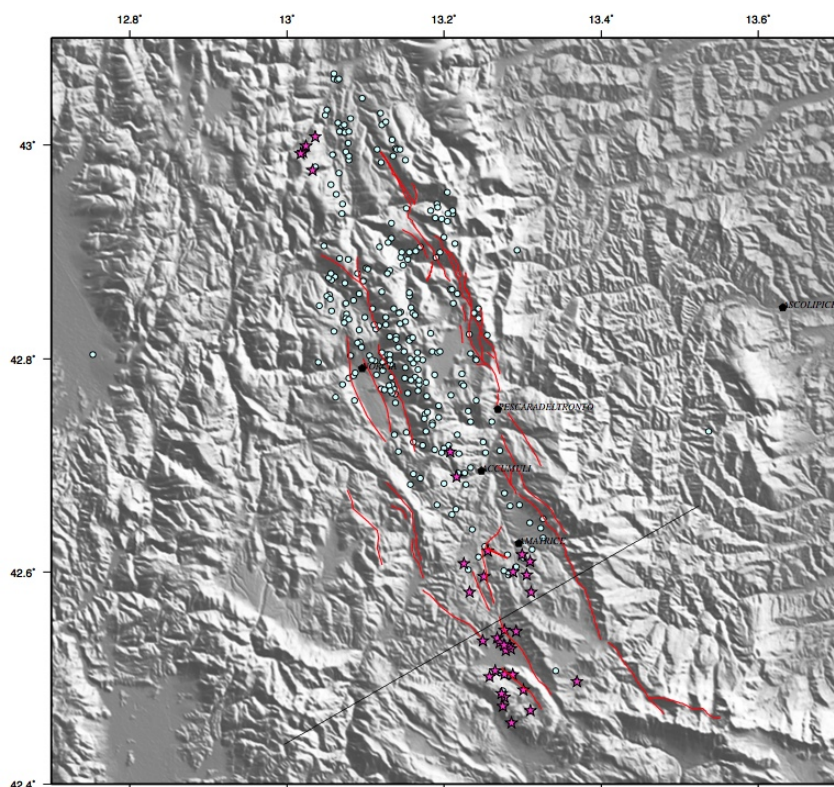 12.8˚ 13˚ 13.2˚ 13.4˚ 13.6˚
43˚
ASCOLIPICE
42.8˚
PESCARADELTRONTO
ACCUMULI
AMATRICE
42.6˚
42.4˚